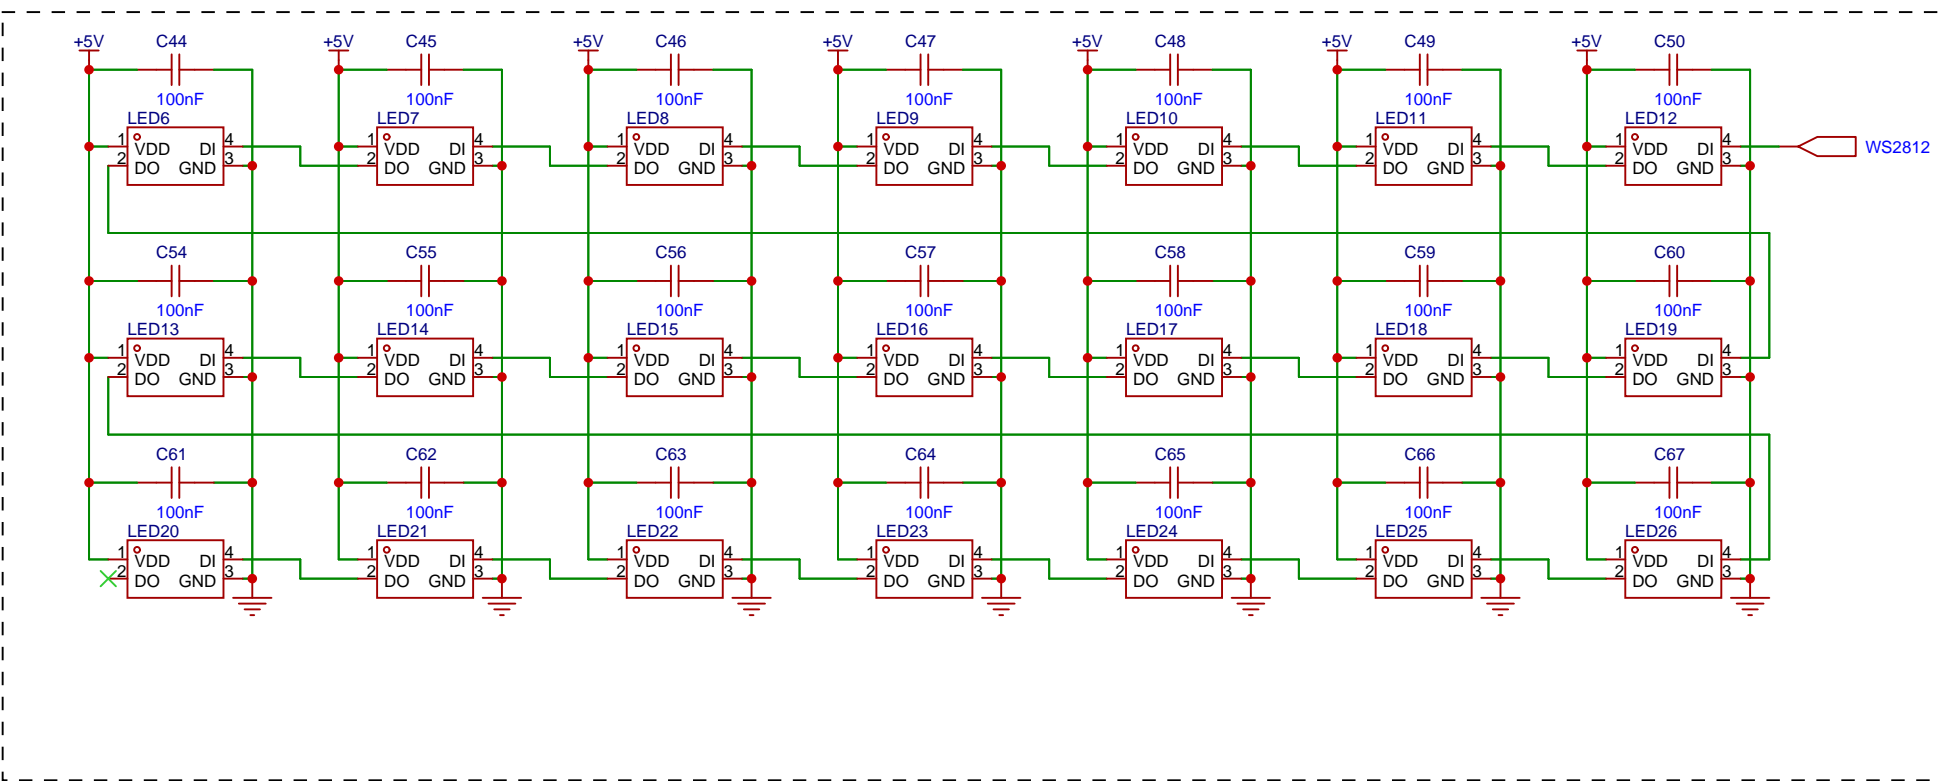 +5V C44 +5V C45 +5V C46 +5V C47 +5V C48 +5V C49 +5V C50
100nF 100nF 100nF 100nF 100nF 100nF 100nF
LED6 LED7 LED8 LED9 LED10 LED11 LED12
1 VDD DI 4 1 VDD DI 4 1 VDD DI 4 1 VDD DI 4 1 VDD DI 4 1 VDD DI 4 1 VDD DI 4 WS2812
2 DO GND 3 2 DO GND 3 2 DO GND 3 2 DO GND 3 2 DO GND 3 2 DO GND 3 2 DO GND 3
C54 C55 C56 C57 C58 C59 C60
100nF 100nF 100nF 100nF 100nF 100nF 100nF
LED13 LED14 LED15 LED16 LED17 LED18 LED19
1 VDD DI 4 1 VDD DI 4 1 VDD DI 4 1 VDD DI 4 1 VDD DI 4 1 VDD DI 4 1 VDD DI 4
2 DO GND 3 2 DO GND 3 2 DO GND 3 2 DO GND 3 2 DO GND 3 2 DO GND 3 2 DO GND 3
C61 C62 C63 C64 C65 C66 C67
100nF 100nF 100nF 100nF 100nF 100nF 100nF
LED20 LED21 LED22 LED23 LED24 LED25 LED26
1 VDD DI 4 1 VDD DI 4 1 VDD DI 4 1 VDD DI 4 1 VDD DI 4 1 VDD DI 4 1 VDD DI 4
2 DO GND 3 2 DO GND 3 2 DO GND 3 2 DO GND 3 2 DO GND 3 2 DO GND 3 2 DO GND 3